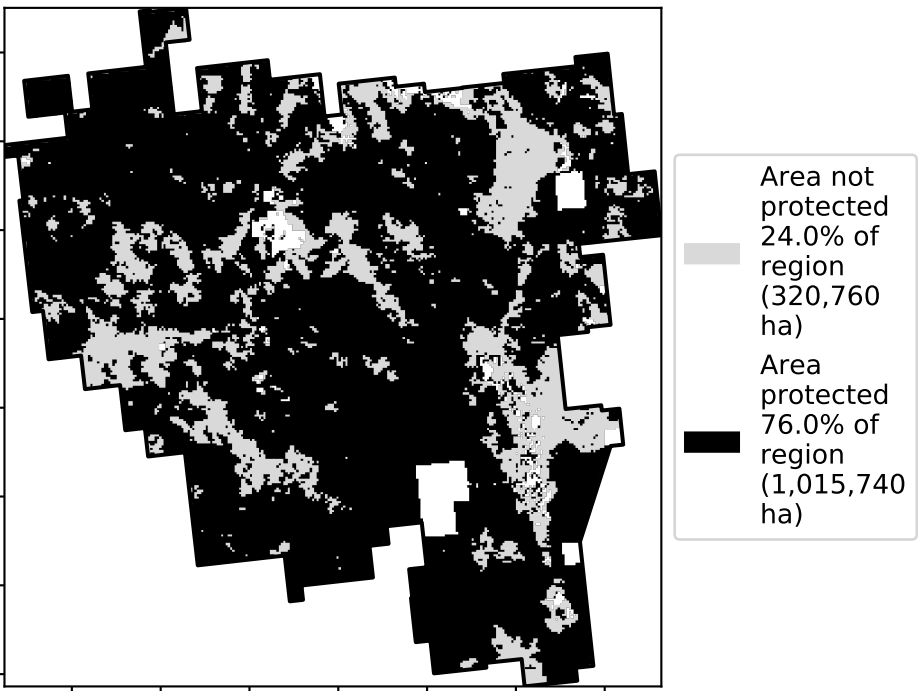 Area not
protected
24.0% of
region
(320,760
ha)
Area
protected
76.0% of
region
(1,015,740
ha)